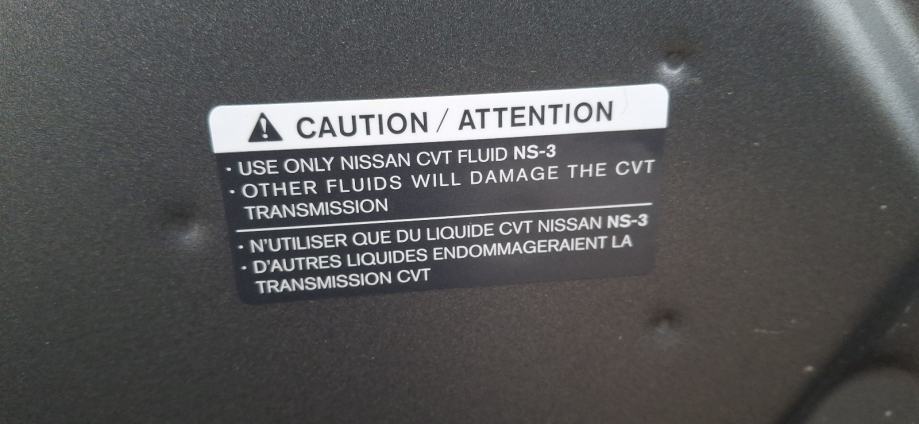 CAUTION / ATTENTION
· USE ONLY NISSAN CVT FLUID NS-3
· OTHER FLUIDS WILL DAMAGE THE CVT
TRANSMISSION
· N'UTILISER QUE DU LIQUIDE CVT NISSAN NS-3
· D'AUTRES LIQUIDES ENDOMMAGERAIENT LA
TRANSMISSION CVT